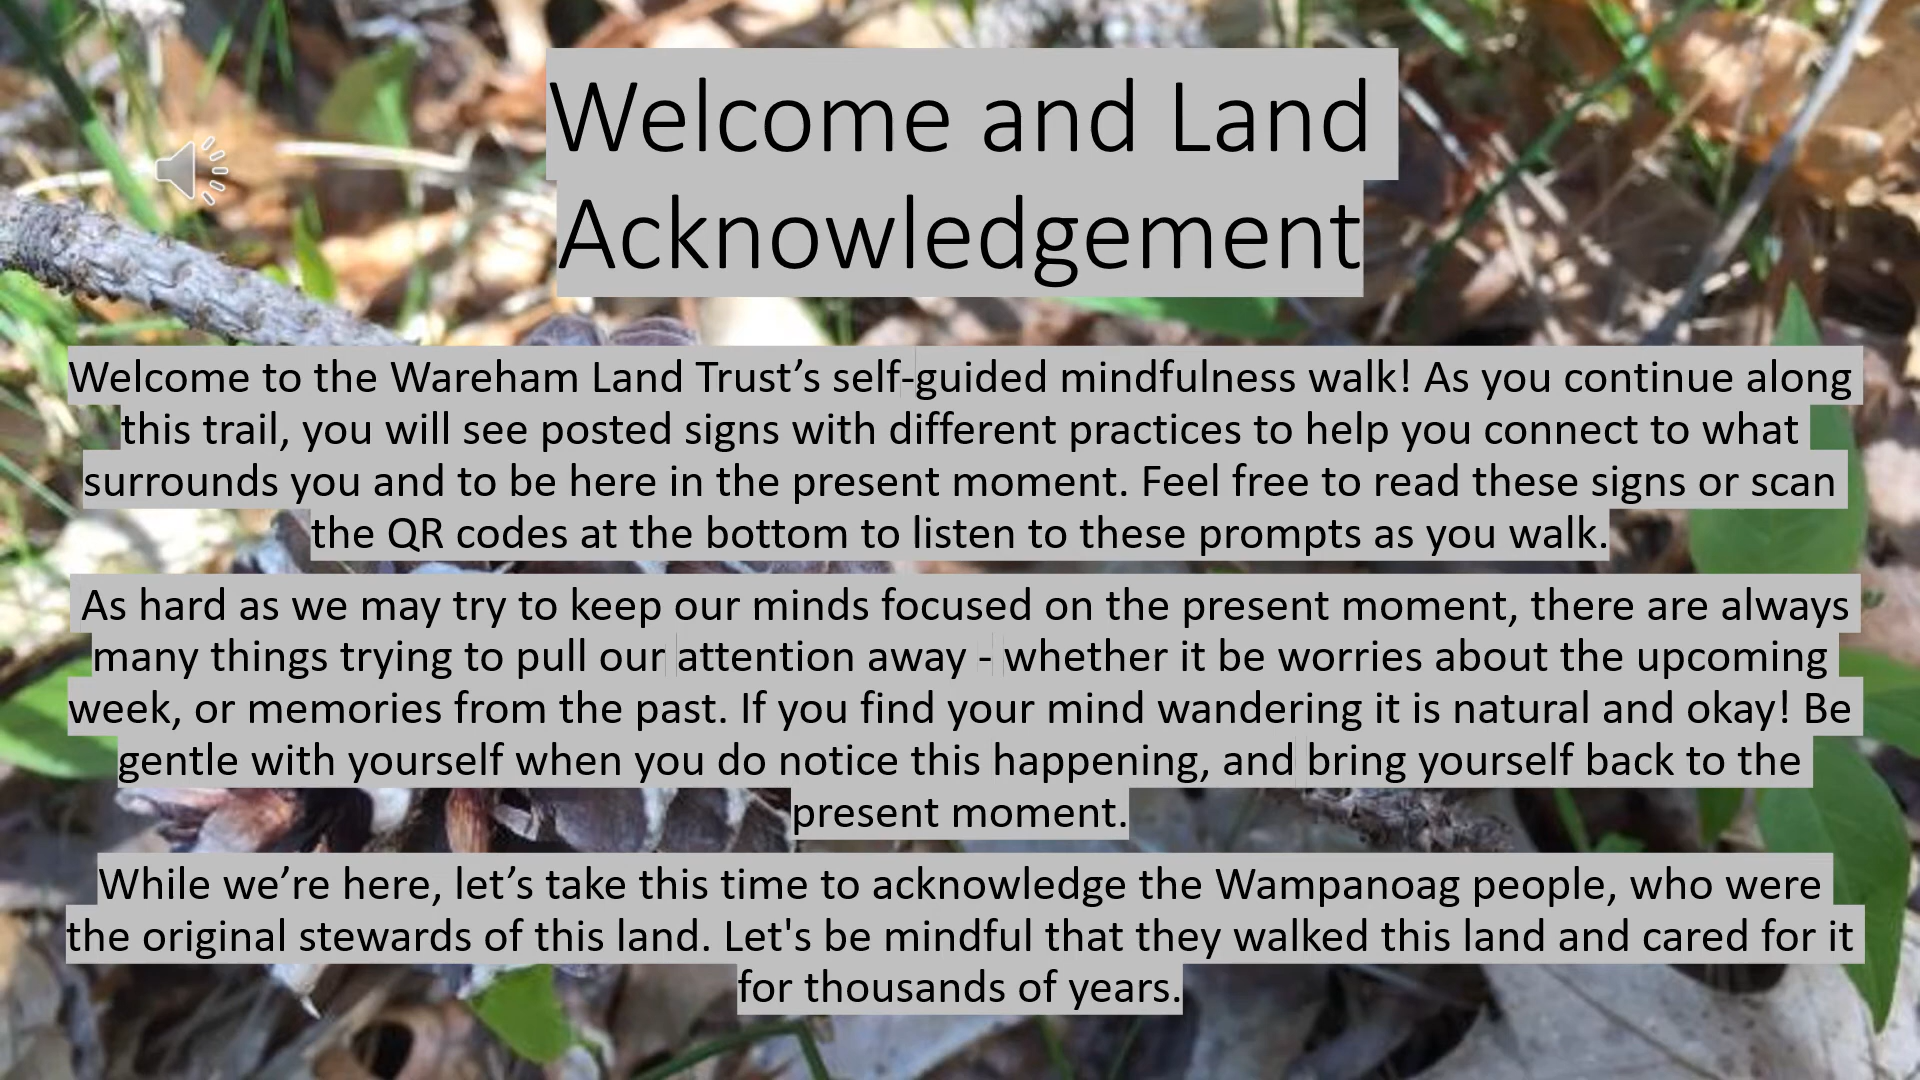 Welcome and Land
Acknowledgement
Welcome to the Wareham Land Trust’s self-guided mindfulness walk! As you continue along
this trail, you will see posted signs with different practices to help you connect to what
surrounds you and to be here in the present moment. Feel free to read these signs or scan
the QR codes at the bottom to listen to these prompts as you walk.
As hard as we may try to keep our minds focused on the present moment, there are always
many things trying to pull our attention away - whether it be worries about the upcoming
week, or memories from the past. If you find your mind wandering it is natural and okay! Be
gentle with yourself when you do notice this happening, and bring yourself back to the
present moment.
While we’re here, let’s take this time to acknowledge the Wampanoag people, who were
the original stewards of this land. Let's be mindful that they walked this land and cared for it
for thousands of years.